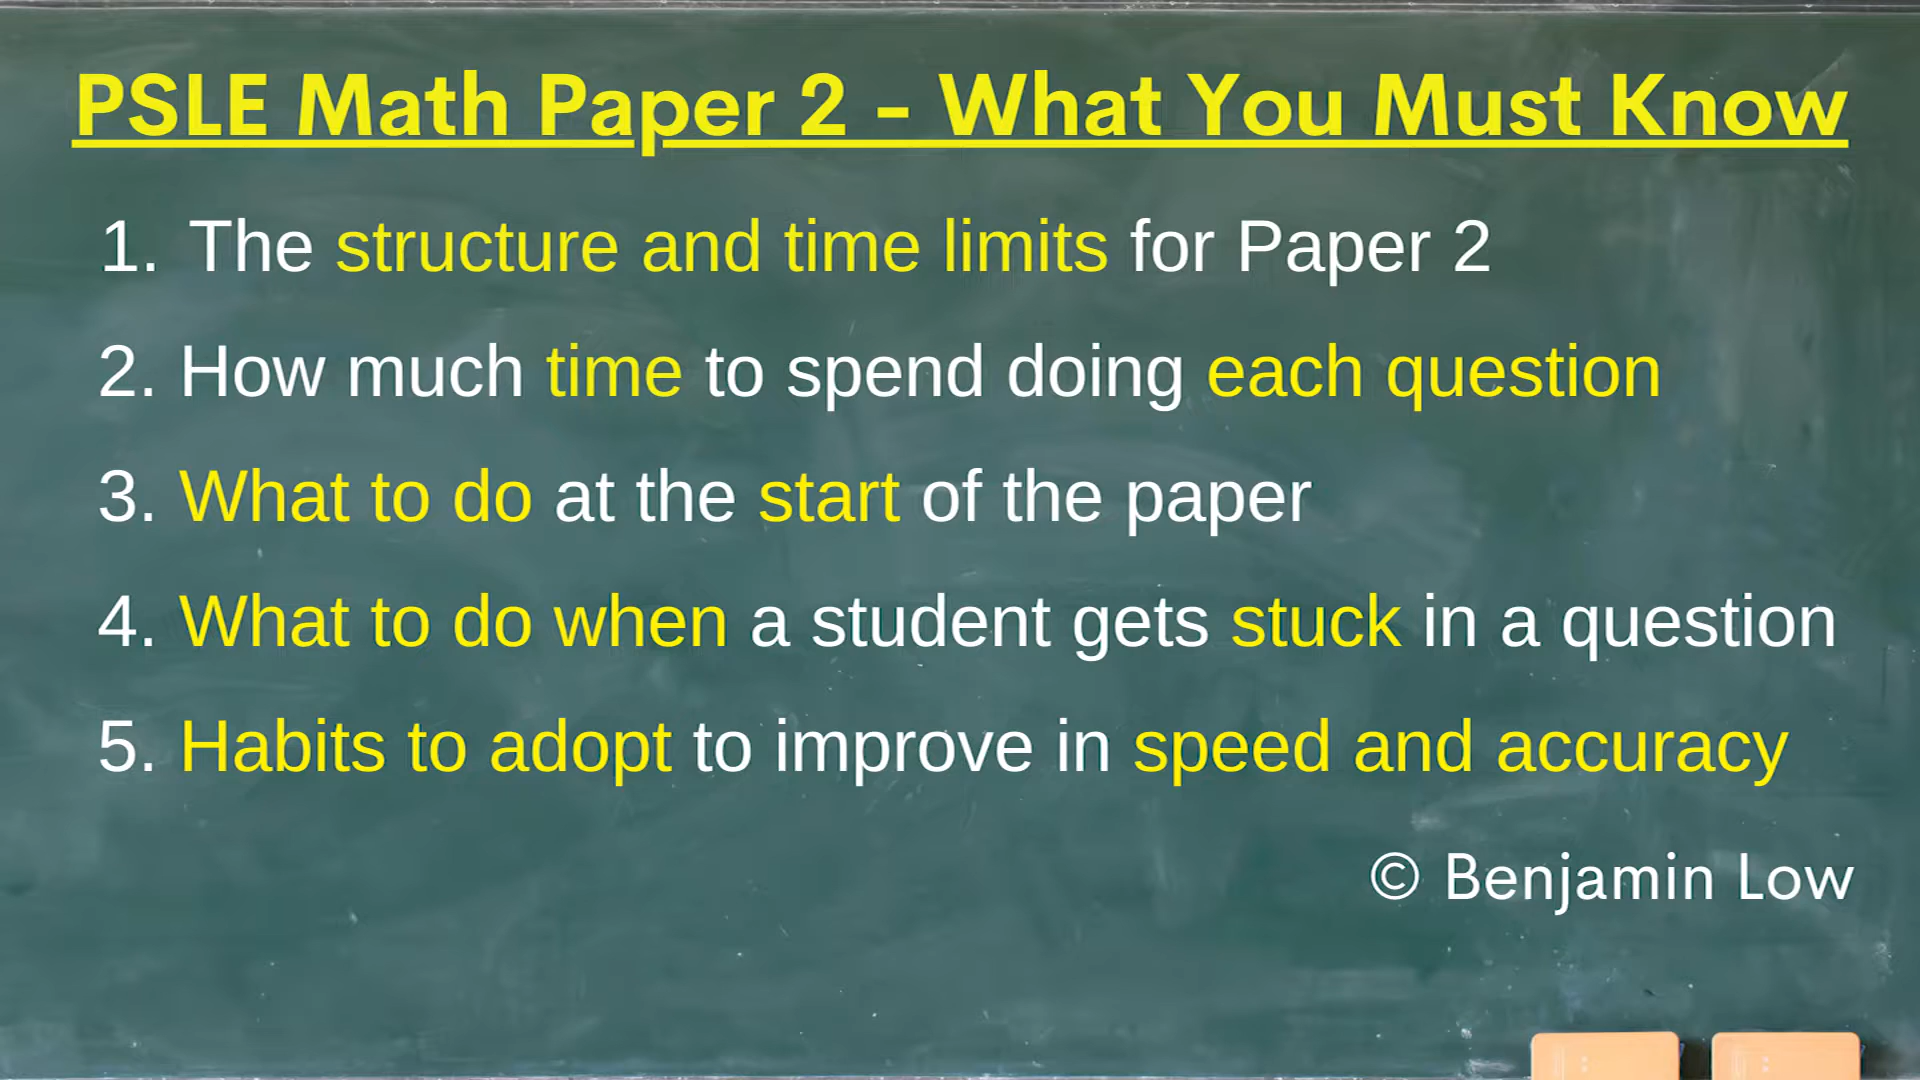 PSLE Math Paper 2 - What You Must Know
1. The structure and time limits for Paper 2
2. How much time to spend doing each question
3. What to do at the start of the paper
4. What to do when a student gets stuck in a question
5. Habits to adopt to improve in speed and accuracy
© Benjamin Low